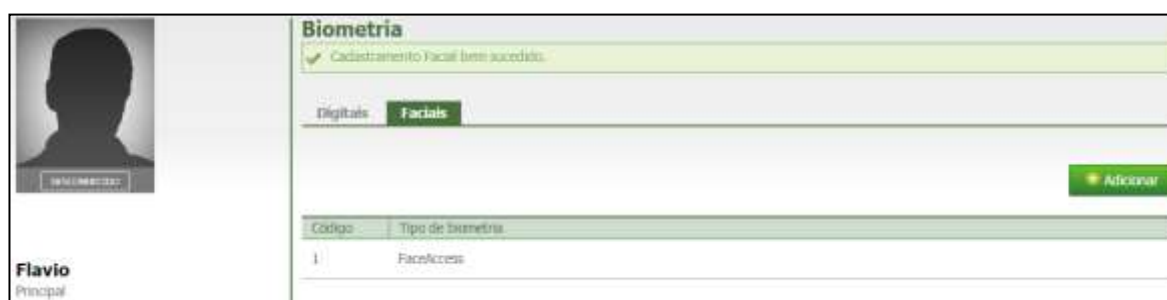 Biometria
Cadastramento Facial bem sucedido.
Digitais Faciais
Adicionar
Código Tipo de biometria
1 FaceAccess
Flavio
Principal